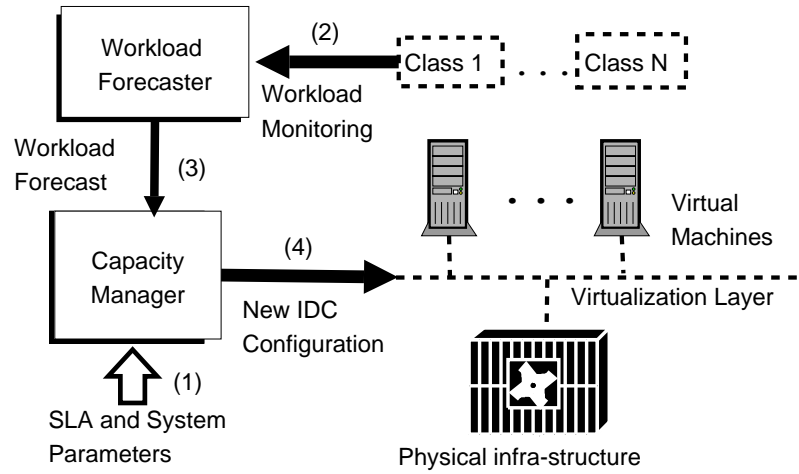 Workload
Forecaster
(2)
Class 1
. . .
Class N
Workload
Monitoring
Workload
Forecast
(3)
. . .
Virtual
Machines
Capacity
Manager
(4)
New IDC
Configuration
Virtualization Layer
(1)
SLA and System
Parameters
Physical infra-structure